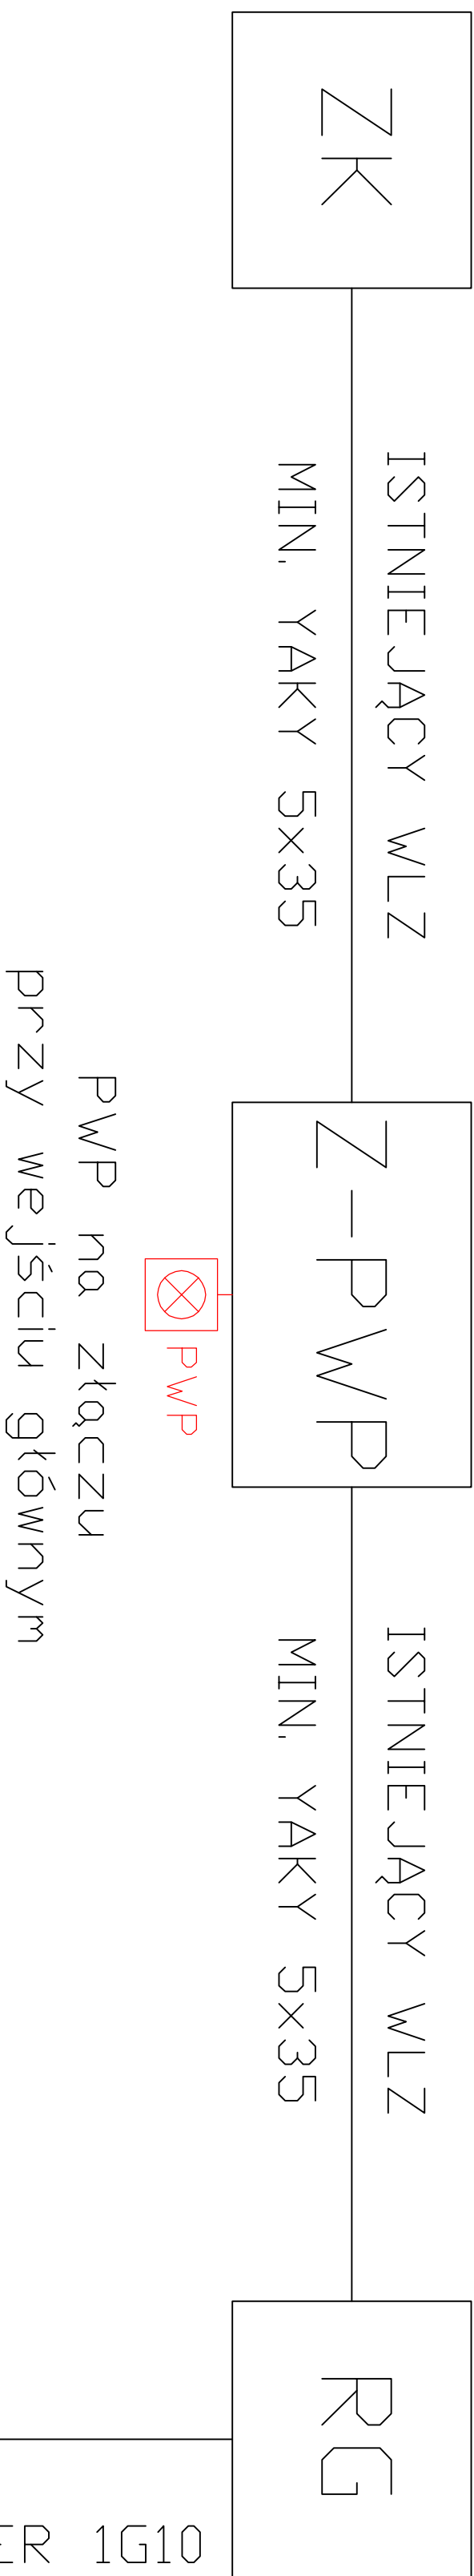 ZK
ISTNIEJĄCY WLZ
MIN. YAKY 5x35
Z-PWP
PWP
PWP na złączu
przy wejściu głównym
ISTNIEJĄCY WLZ
MIN. YAKY 5x35
RG
1G10